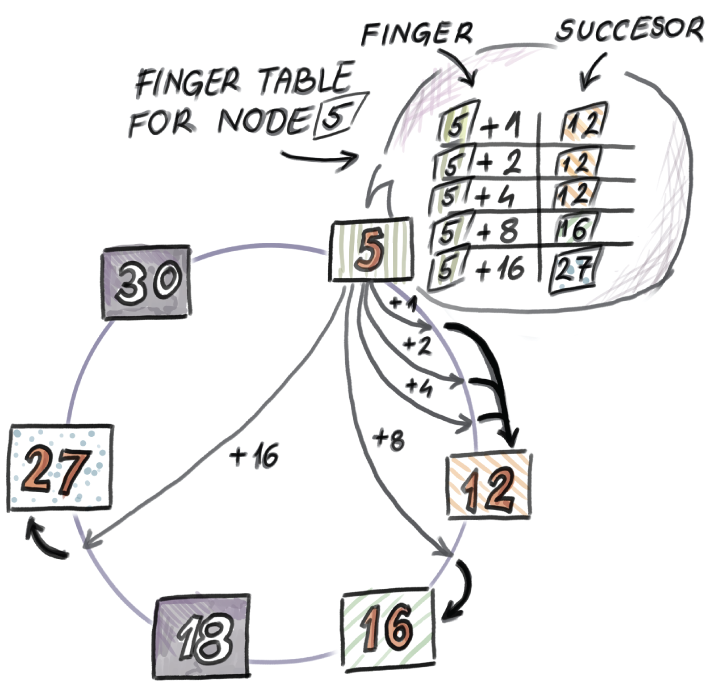 FINGER SUCCESOR
FINGER TABLE
FOR NODE 5
5 +1 12
5 +2 12
5 +4 12
5 +8 16
5 +16 27
5
30
+1
+2
+4
27
+16
+8
12
18
16